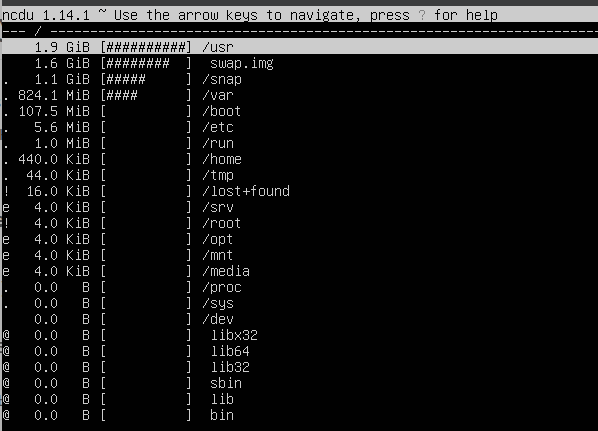 ncdu 1.14.1 ~ Use the arrow keys to navigate, press ? for help
--- / -----------------------------------------------------------------------
    1.9 GiB [##########] /usr
    1.6 GiB [########  ]  swap.img
.   1.1 GiB [#####     ] /snap
. 824.1 MiB [####      ] /var
. 107.5 MiB [          ] /boot
.   5.6 MiB [          ] /etc
.   1.0 MiB [          ] /run
. 440.0 KiB [          ] /home
.  44.0 KiB [          ] /tmp
!  16.0 KiB [          ] /lost+found
e   4.0 KiB [          ] /srv
!   4.0 KiB [          ] /root
e   4.0 KiB [          ] /opt
e   4.0 KiB [          ] /mnt
e   4.0 KiB [          ] /media
.   0.0   B [          ] /proc
.   0.0   B [          ] /sys
    0.0   B [          ] /dev
@   0.0   B [          ]  libx32
@   0.0   B [          ]  lib64
@   0.0   B [          ]  lib32
@   0.0   B [          ]  sbin
@   0.0   B [          ]  lib
@   0.0   B [          ]  bin